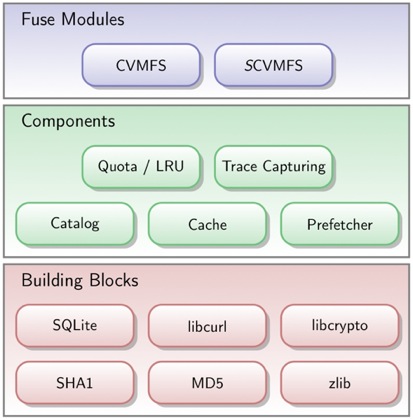 Fuse Modules
CVMFS
SCVMFS
Components
Quota / LRU
Trace Capturing
Catalog
Cache
Prefetcher
Building Blocks
SQLite
libcurl
libcrypto
SHA1
MD5
zlib